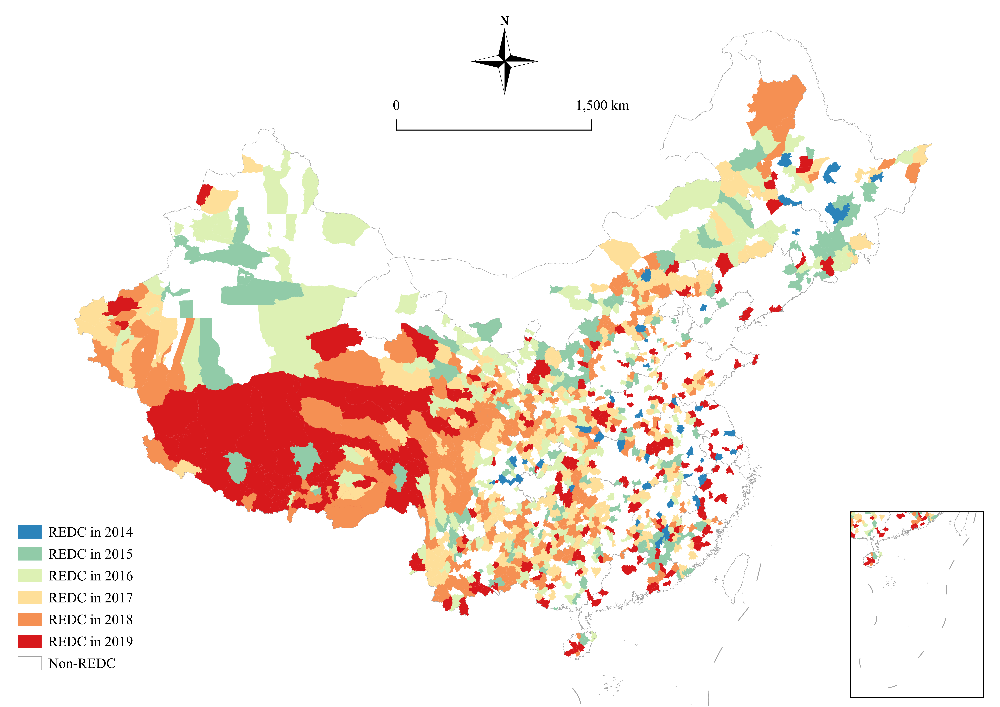 N
0
1,500 km
REDC in 2014
REDC in 2015
REDC in 2016
REDC in 2017
REDC in 2018
REDC in 2019
Non-REDC